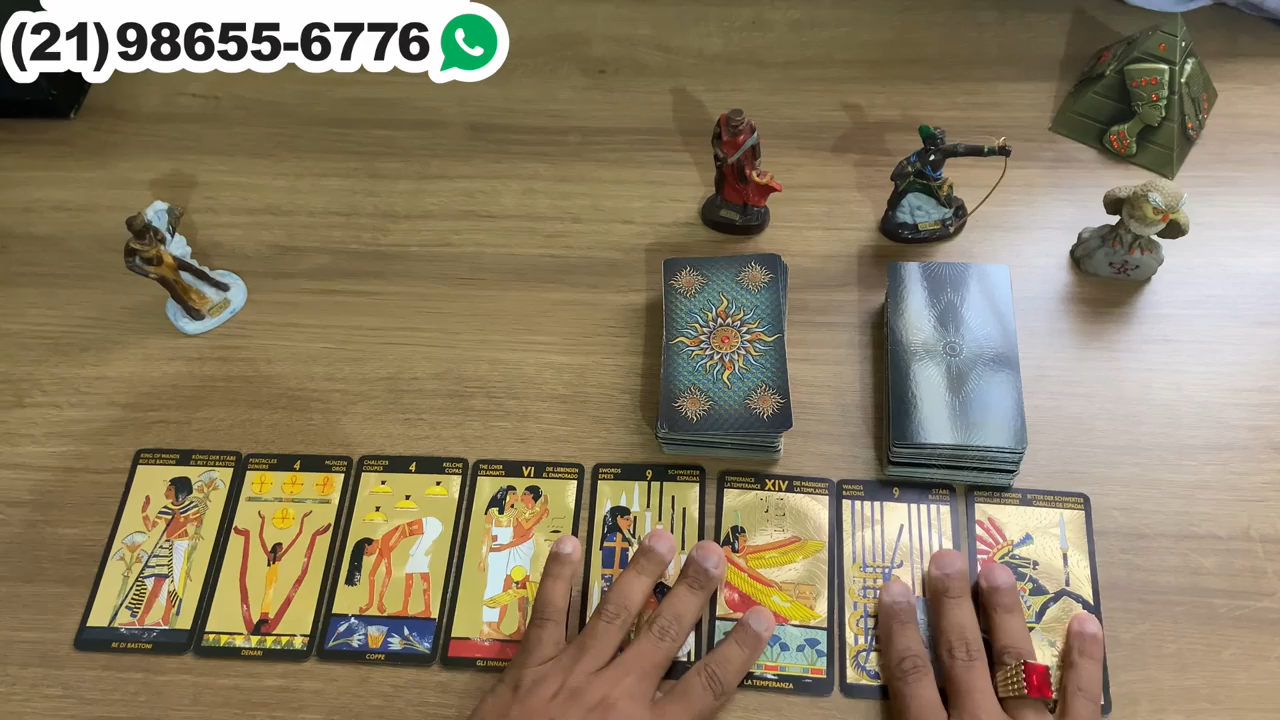 (21) 98655-6776
KING OF WANDS
KÖNIG DER STÄBE
ROI DE BATONS
EL REY DE BASTOS
RE DI BASTONI
PENTACLES
DENIERS
4
MÜNZEN
OROS
DENARI
CHALICES
COUPES
4
KELCHE
COPAS
COPPE
THE LOVER
LES AMANTS
VI
DIE LIEBENDEN
EL ENAMORADO
GLI INNAM
SWORDS
EPEES
9
SCHWERTER
ESPADAS
TEMPERANCE
LA TEMPERANCE
XIV
DIE MÄSSIGKEIT
LA TEMPLANZA
LA TEMPERANZA
WANDS
BATONS
9
STÄBE
BASTOS
KNIGHT OF SWORDS
CHEVALIER D'EPEES
RITTER DER SCHWERTER
CABALLO DE ESPADAS